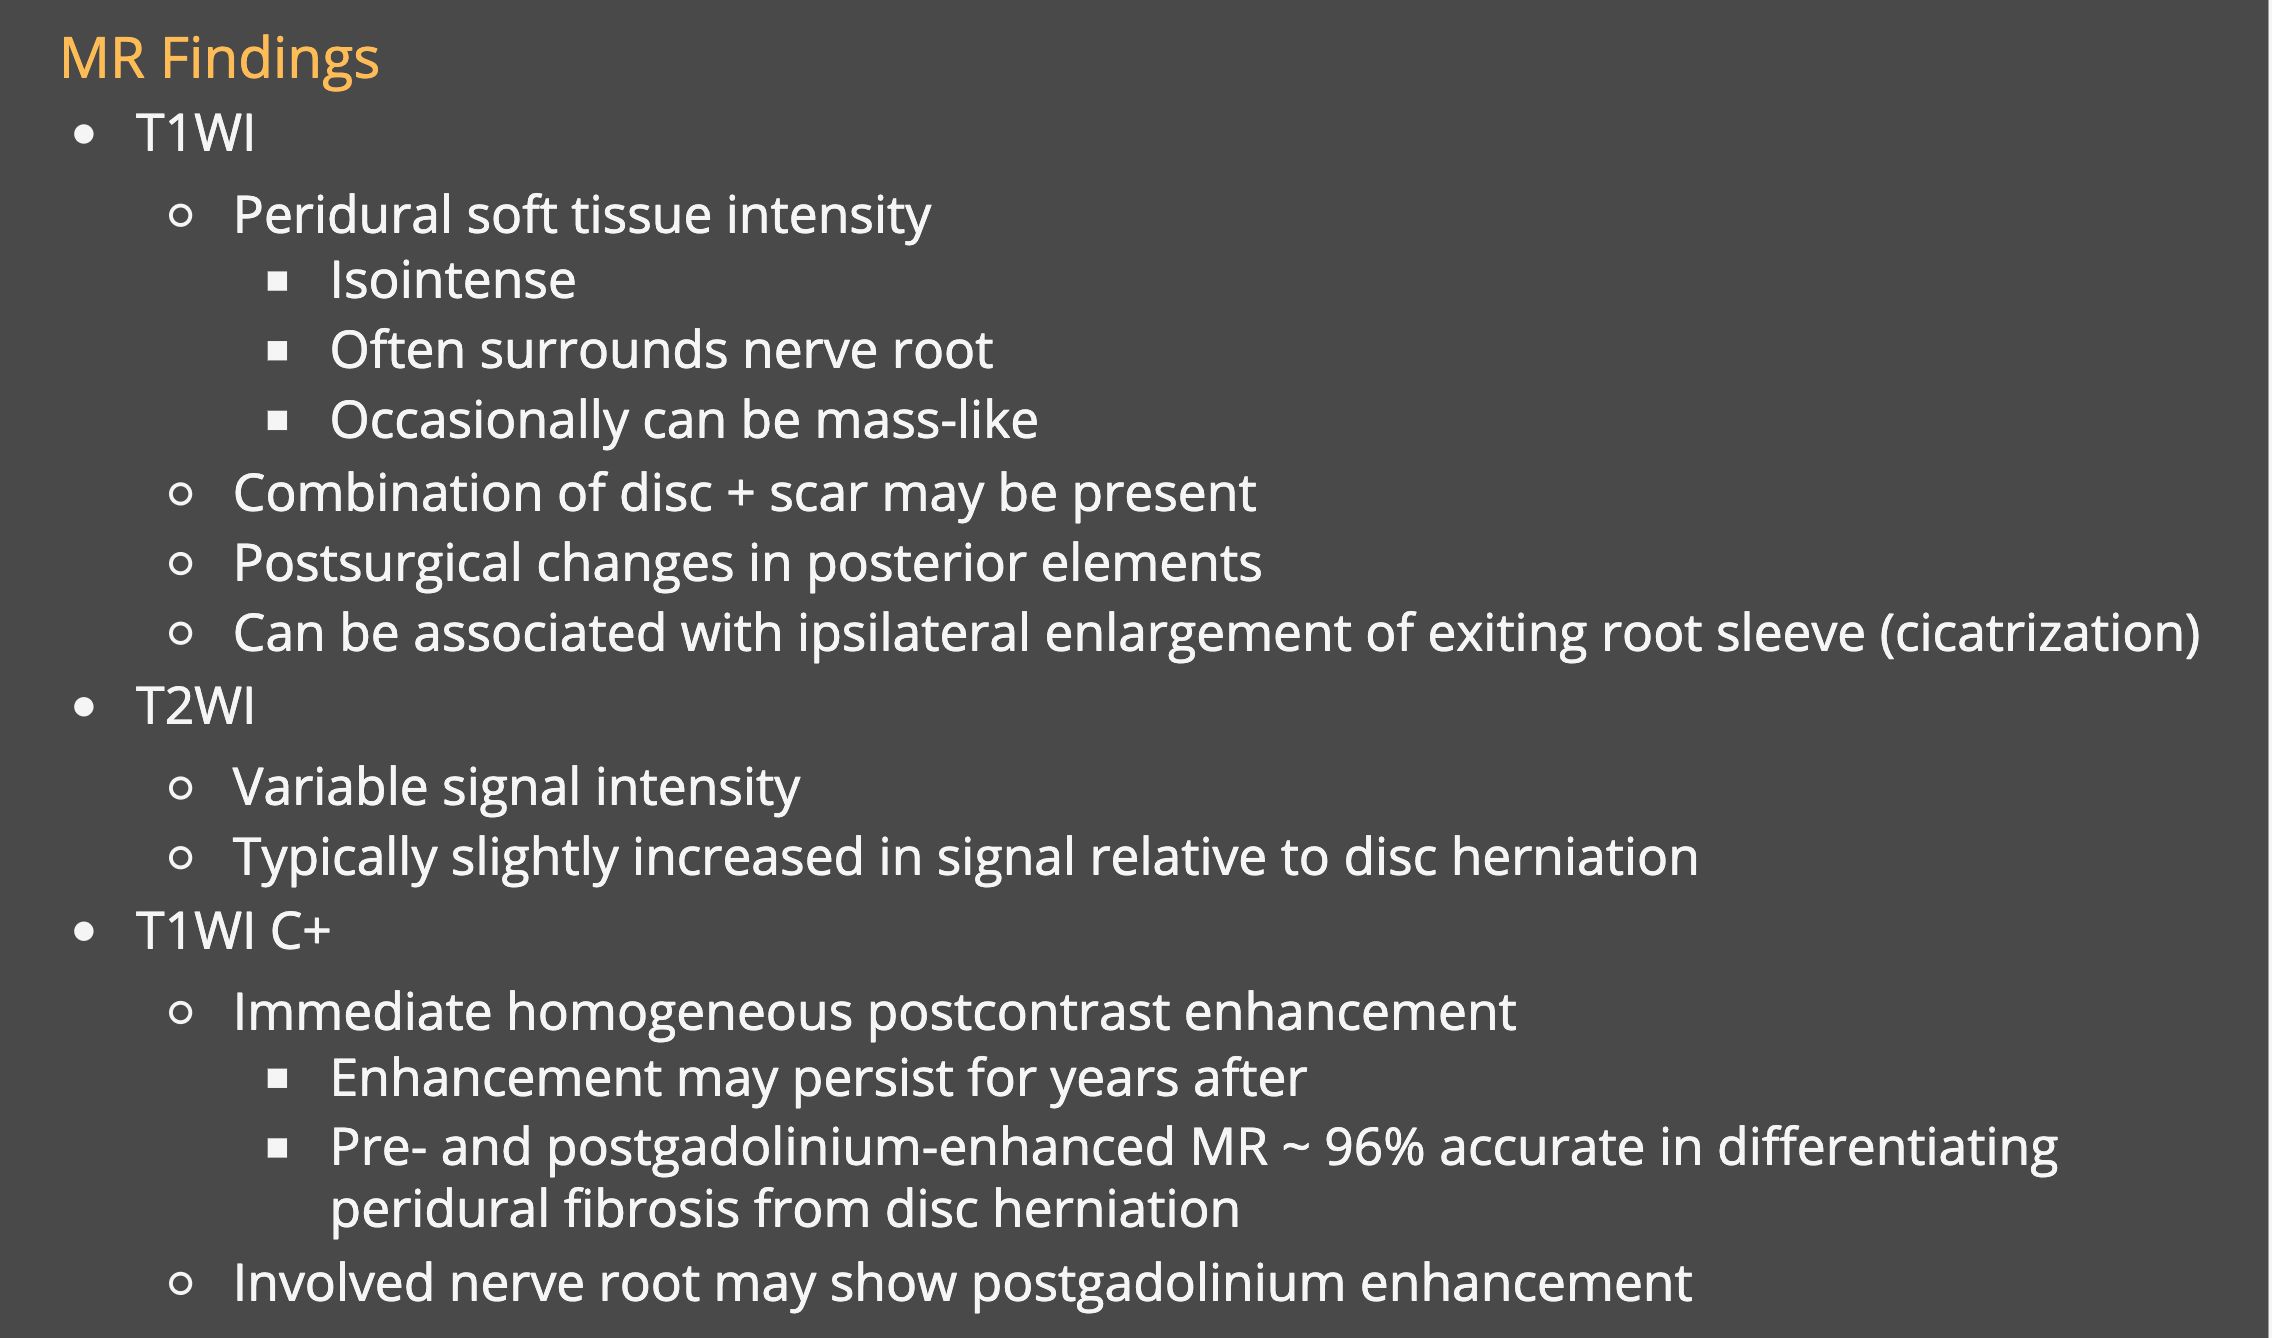 MR Findings
• T1WI
○ Peridural soft tissue intensity
■ Isointense
■ Often surrounds nerve root
■ Occasionally can be mass-like
○ Combination of disc + scar may be present
○ Postsurgical changes in posterior elements
○ Can be associated with ipsilateral enlargement of exiting root sleeve (cicatrization)
• T2WI
○ Variable signal intensity
○ Typically slightly increased in signal relative to disc herniation
• T1WI C+
○ Immediate homogeneous postcontrast enhancement
■ Enhancement may persist for years after
■ Pre- and postgadolinium-enhanced MR ~ 96% accurate in differentiating
peridural fibrosis from disc herniation
○ Involved nerve root may show postgadolinium enhancement